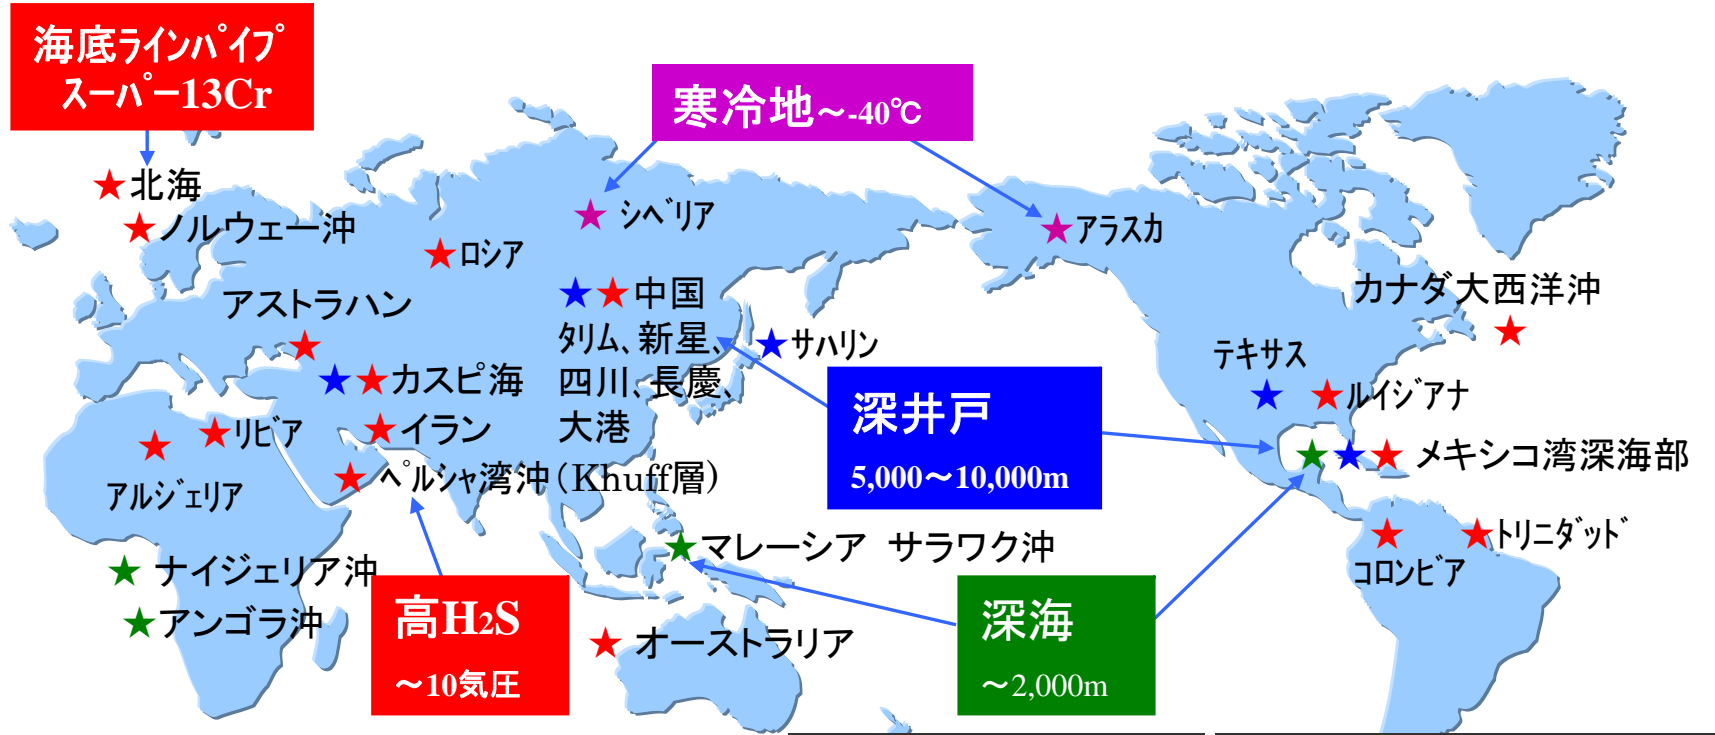 海底ﾗｲﾝﾊﾟｲﾌﾟ
ｽｰﾊﾟｰ13Cr
寒冷地～-40℃
北海
ノルウェー沖
ｼﾍﾞﾘｱ
ｱﾗｽｶ
ﾛｼｱ
アストラハン
中国
ﾀﾘﾑ、新星、
四川、長慶、
大港
ｻﾊﾘﾝ
カナダ大西洋沖
ﾃｷｻｽ
ﾙｲｼﾞｱﾅ
カスピ海
イラン
ﾘﾋﾞｱ
ｱﾙｼﾞｪﾘｱ
ﾍﾟﾙｼｬ湾沖（Khuff層）
深井戸
5,000～10,000m
メキシコ湾深海部
ﾄﾘﾆﾀﾞｯﾄﾞ
ｺﾛﾝﾋﾞｱ
マレーシア　サラワク沖
ナイジェリア沖
アンゴラ沖
高H2S
～10気圧
オーストラリア
深海
～2,000m